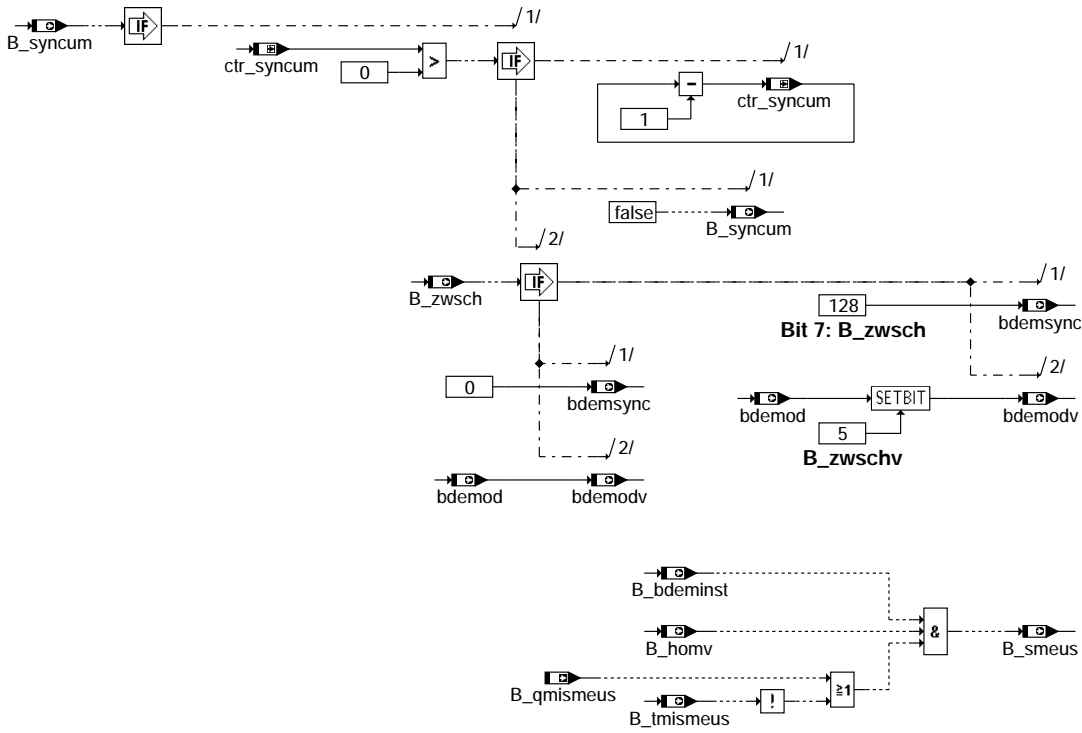 /1/
B_syncum
IF
ctr_syncum
0
>
IF
/1/
-
1
ctr_syncum
/1/
false
B_syncum
/2/
B_zwsch
IF
/1/
128
bdemsync
Bit 7: B_zwsch
/1/
0
bdemsync
/2/
bdemod
SETBIT
bdemodv
5
B_zwschv
/2/
bdemod
bdemodv
B_bdeminst
B_homv
&
B_smeus
B_qmismeus
≧1
B_tmismeus
!